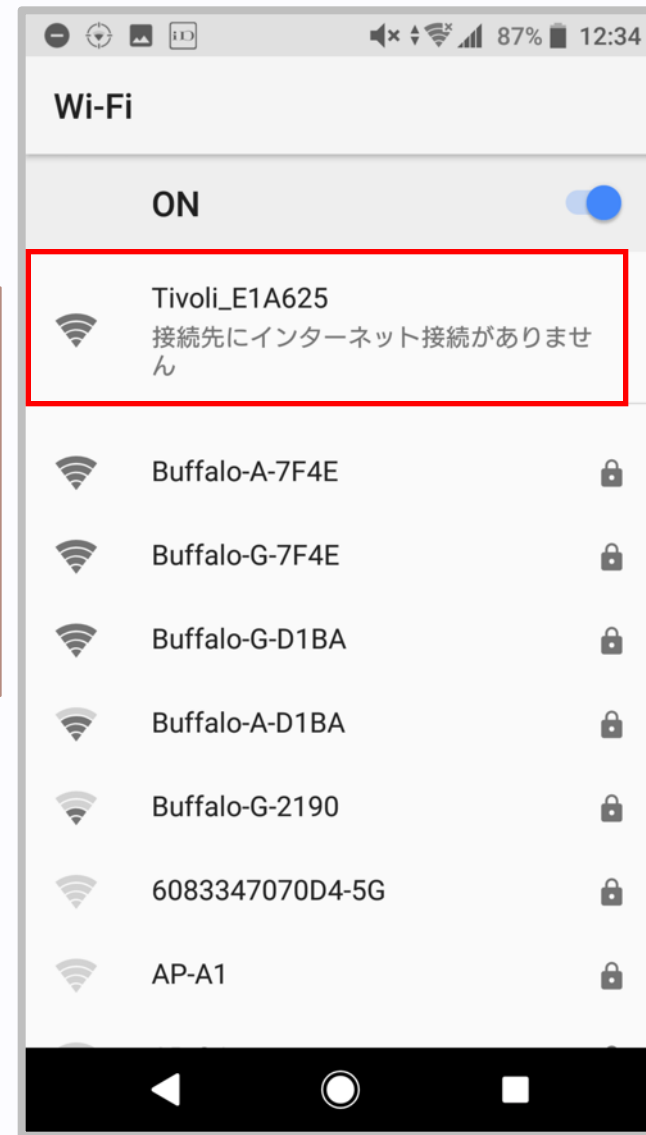 iD 87% 12:34
Wi-Fi
ON
Tivoli_E1A625
接続先にインターネット接続がありませ
ん
Buffalo-A-7F4E
Buffalo-G-7F4E
Buffalo-G-D1BA
Buffalo-A-D1BA
Buffalo-G-2190
6083347070D4-5G
AP-A1